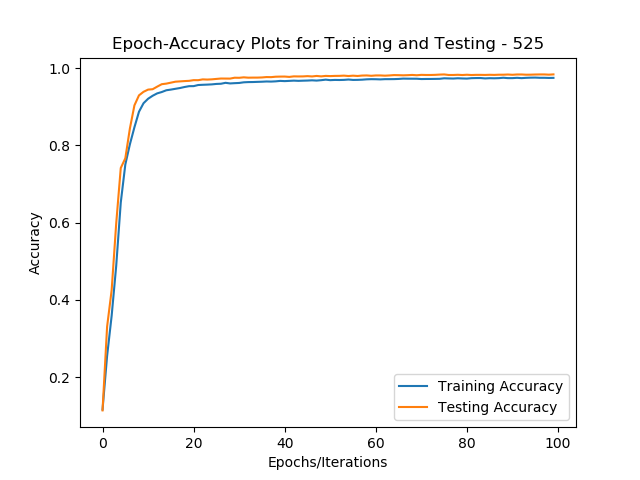 Epoch-Accuracy Plots for Training and Testing - 525
1.0
0.8
0.6
0.4
0.2
Accuracy
Training Accuracy
Testing Accuracy
0 20 40 60 80 100
Epochs/Iterations